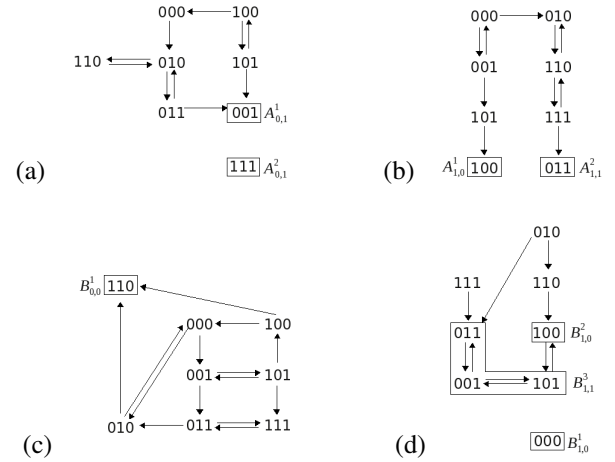 000 100
110 010 101
011 001 A^1_{0,1}
(a) 111 A^2_{0,1}
000 010
001 110
101 111
(b) A^1_{1,0} 100 011 A^2_{1,1}
B^1_{0,0} 110
000 100
001 101
010 011 111
(c)
010
111 110
011 100 B^2_{1,0}
001 101 B^3_{1,1}
(d) 000 B^1_{1,0}